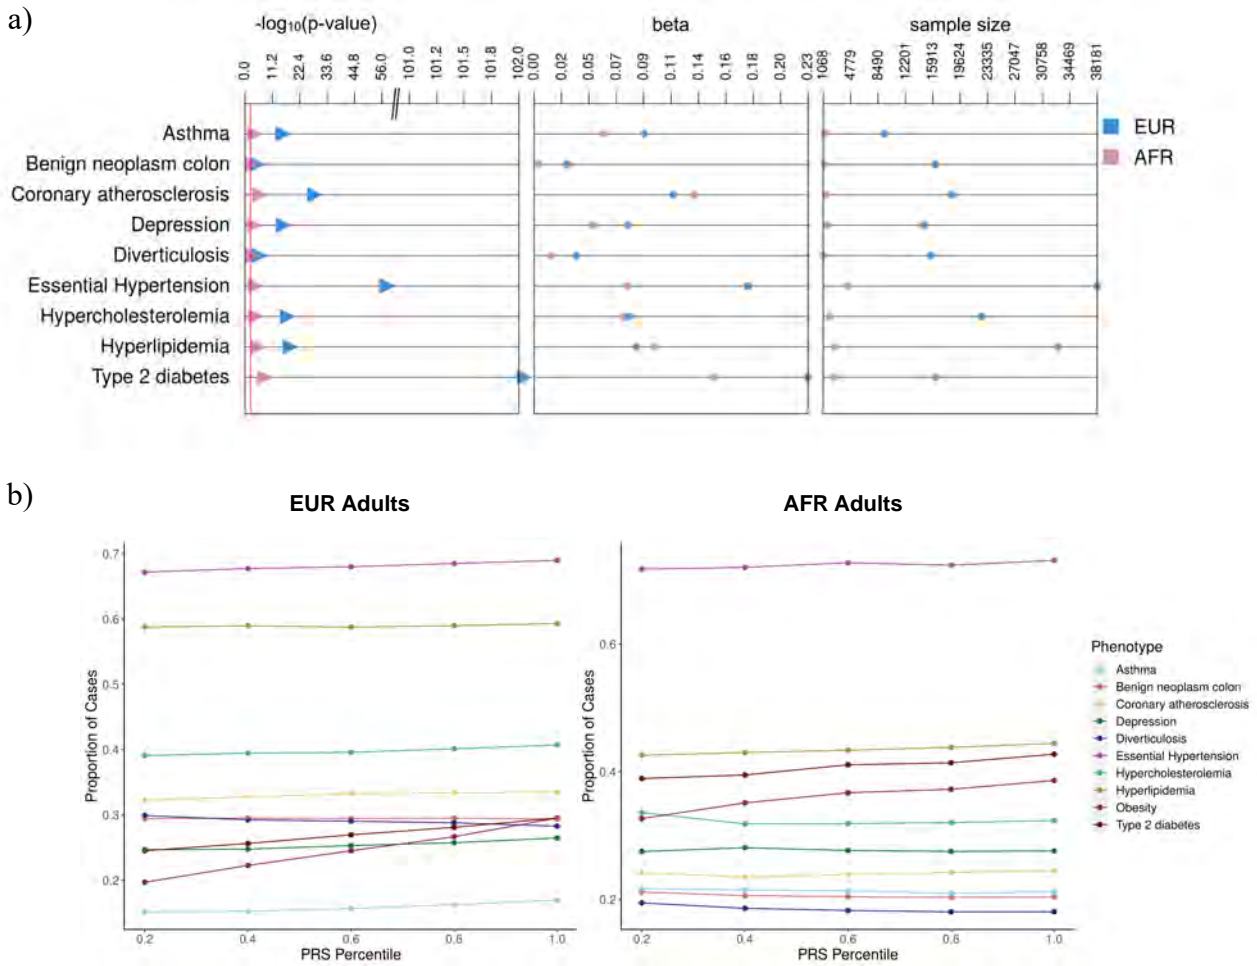 a)
-log10(p-value)
beta
sample size
0.0 11.2 22.4 33.6 44.8 56.0 101.0 101.2 101.5 101.8 102.0
0.00 0.02 0.05 0.07 0.09 0.11 0.14 0.16 0.18 0.20 0.23
1068 4779 8490 12201 15913 19624 23335 27047 30758 34469 38181
Asthma
Benign neoplasm colon
Coronary atherosclerosis
Depression
Diverticulosis
Essential Hypertension
Hypercholesterolemia
Hyperlipidemia
Type 2 diabetes
EUR
AFR
b)
EUR Adults
Proportion of Cases
0.7
0.6
0.5
0.4
0.3
0.2
0.2 0.4 0.6 0.8 1.0
PRS Percentile
AFR Adults
Proportion of Cases
0.6
0.4
0.2
0.2 0.4 0.6 0.8 1.0
PRS Percentile
Phenotype
Asthma
Benign neoplasm colon
Coronary atherosclerosis
Depression
Diverticulosis
Essential Hypertension
Hypercholesterolemia
Hyperlipidemia
Obesity
Type 2 diabetes